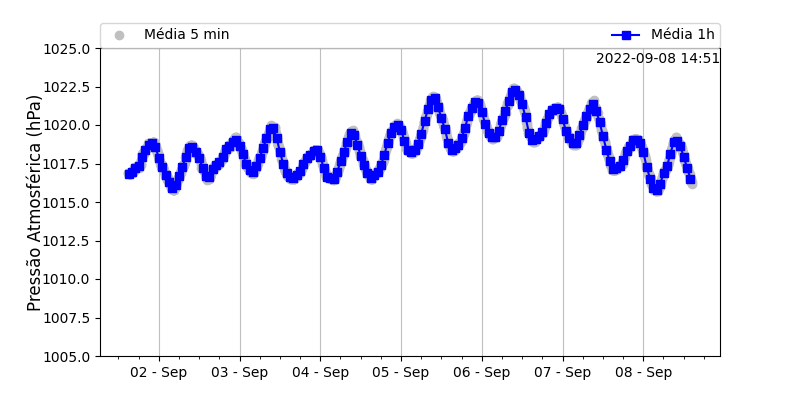 Média 5 min
Média 1h
2022-09-08 14:51
Pressão Atmosférica (hPa)
1025.0
1022.5
1020.0
1017.5
1015.0
1012.5
1010.0
1007.5
1005.0
02 - Sep
03 - Sep
04 - Sep
05 - Sep
06 - Sep
07 - Sep
08 - Sep